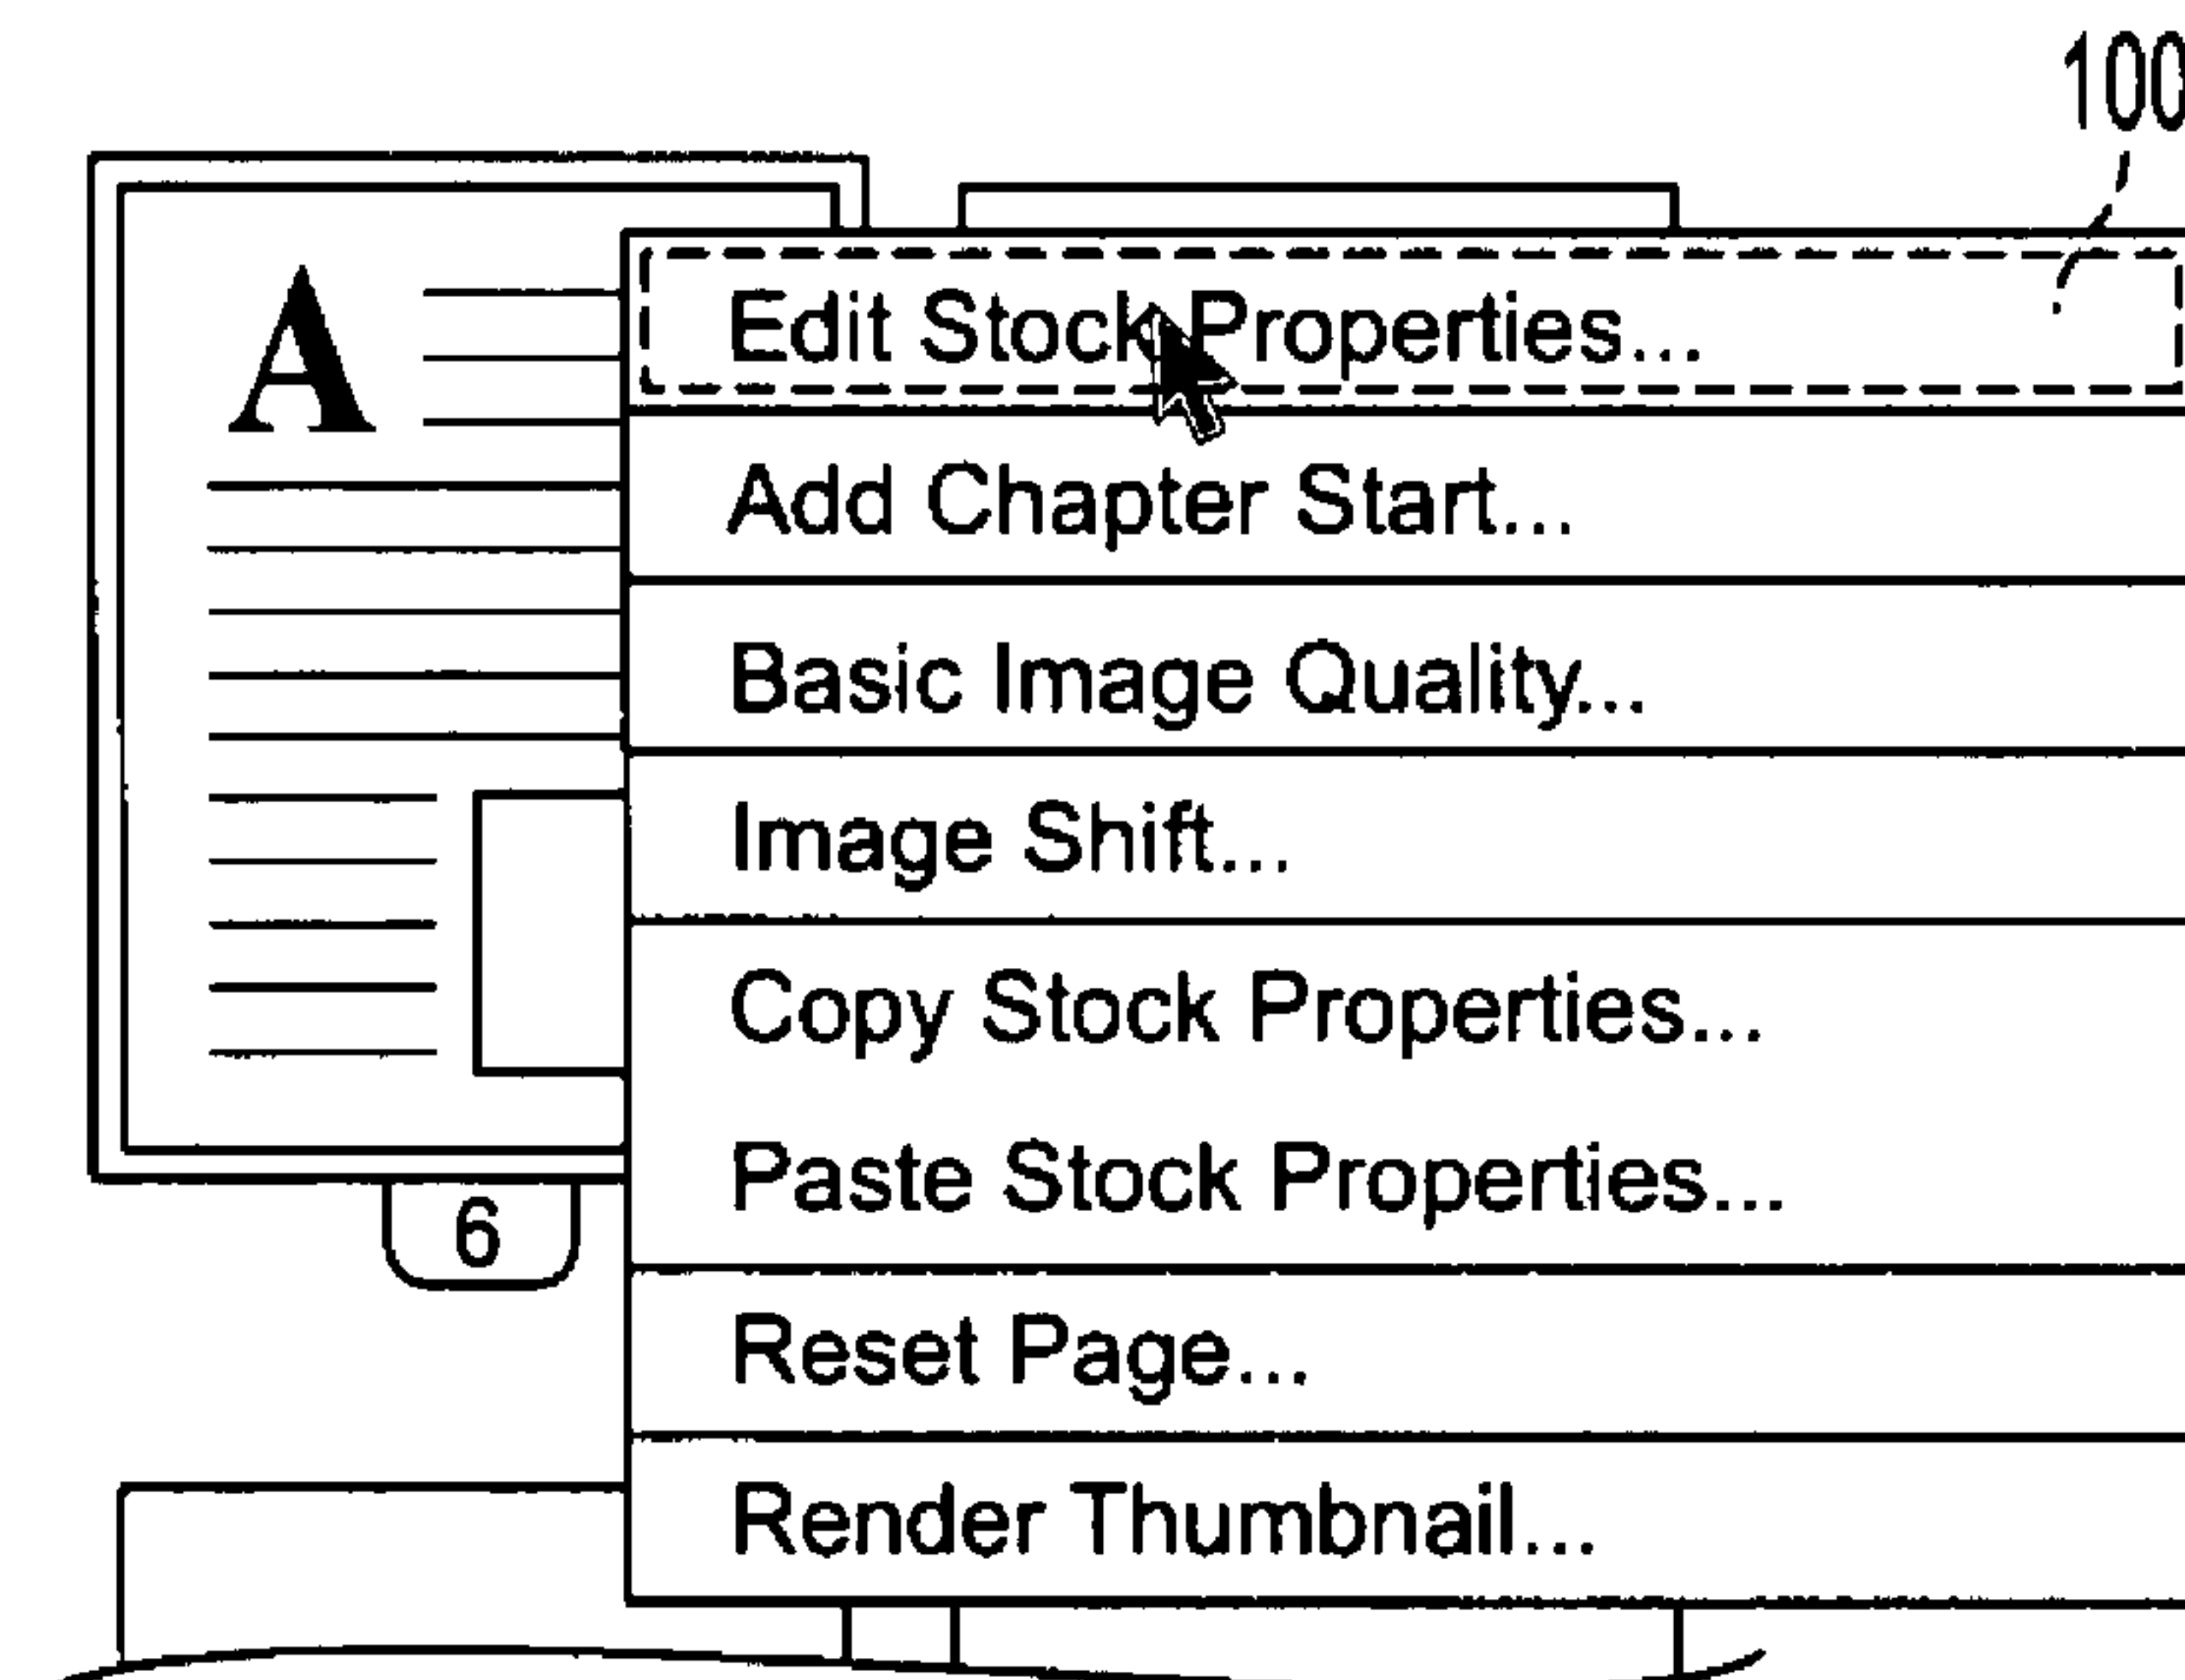 100
A
Edit Stock Properties...
Add Chapter Start...
Basic Image Quality...
Image Shift...
Copy Stock Properties...
Paste Stock Properties...
6
Reset Page...
Render Thumbnail...